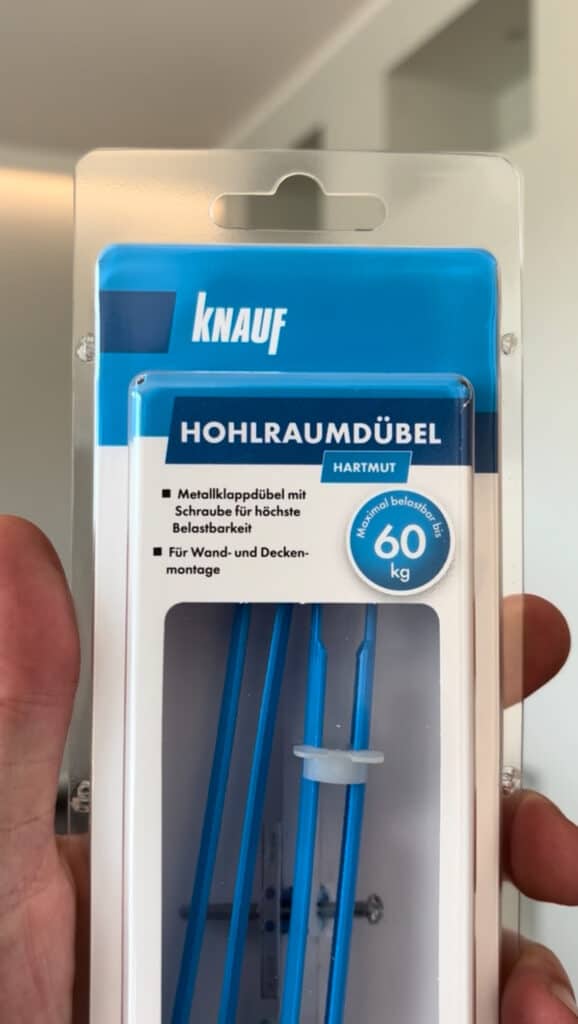 KNAUF
HOHLRAUMDÜBEL
HARTMUT
■ Metallklappdübel mit
Schraube für höchste
Belastbarkeit
■ Für Wand- und Decken-
montage
Maximal belastbar bis
60
kg